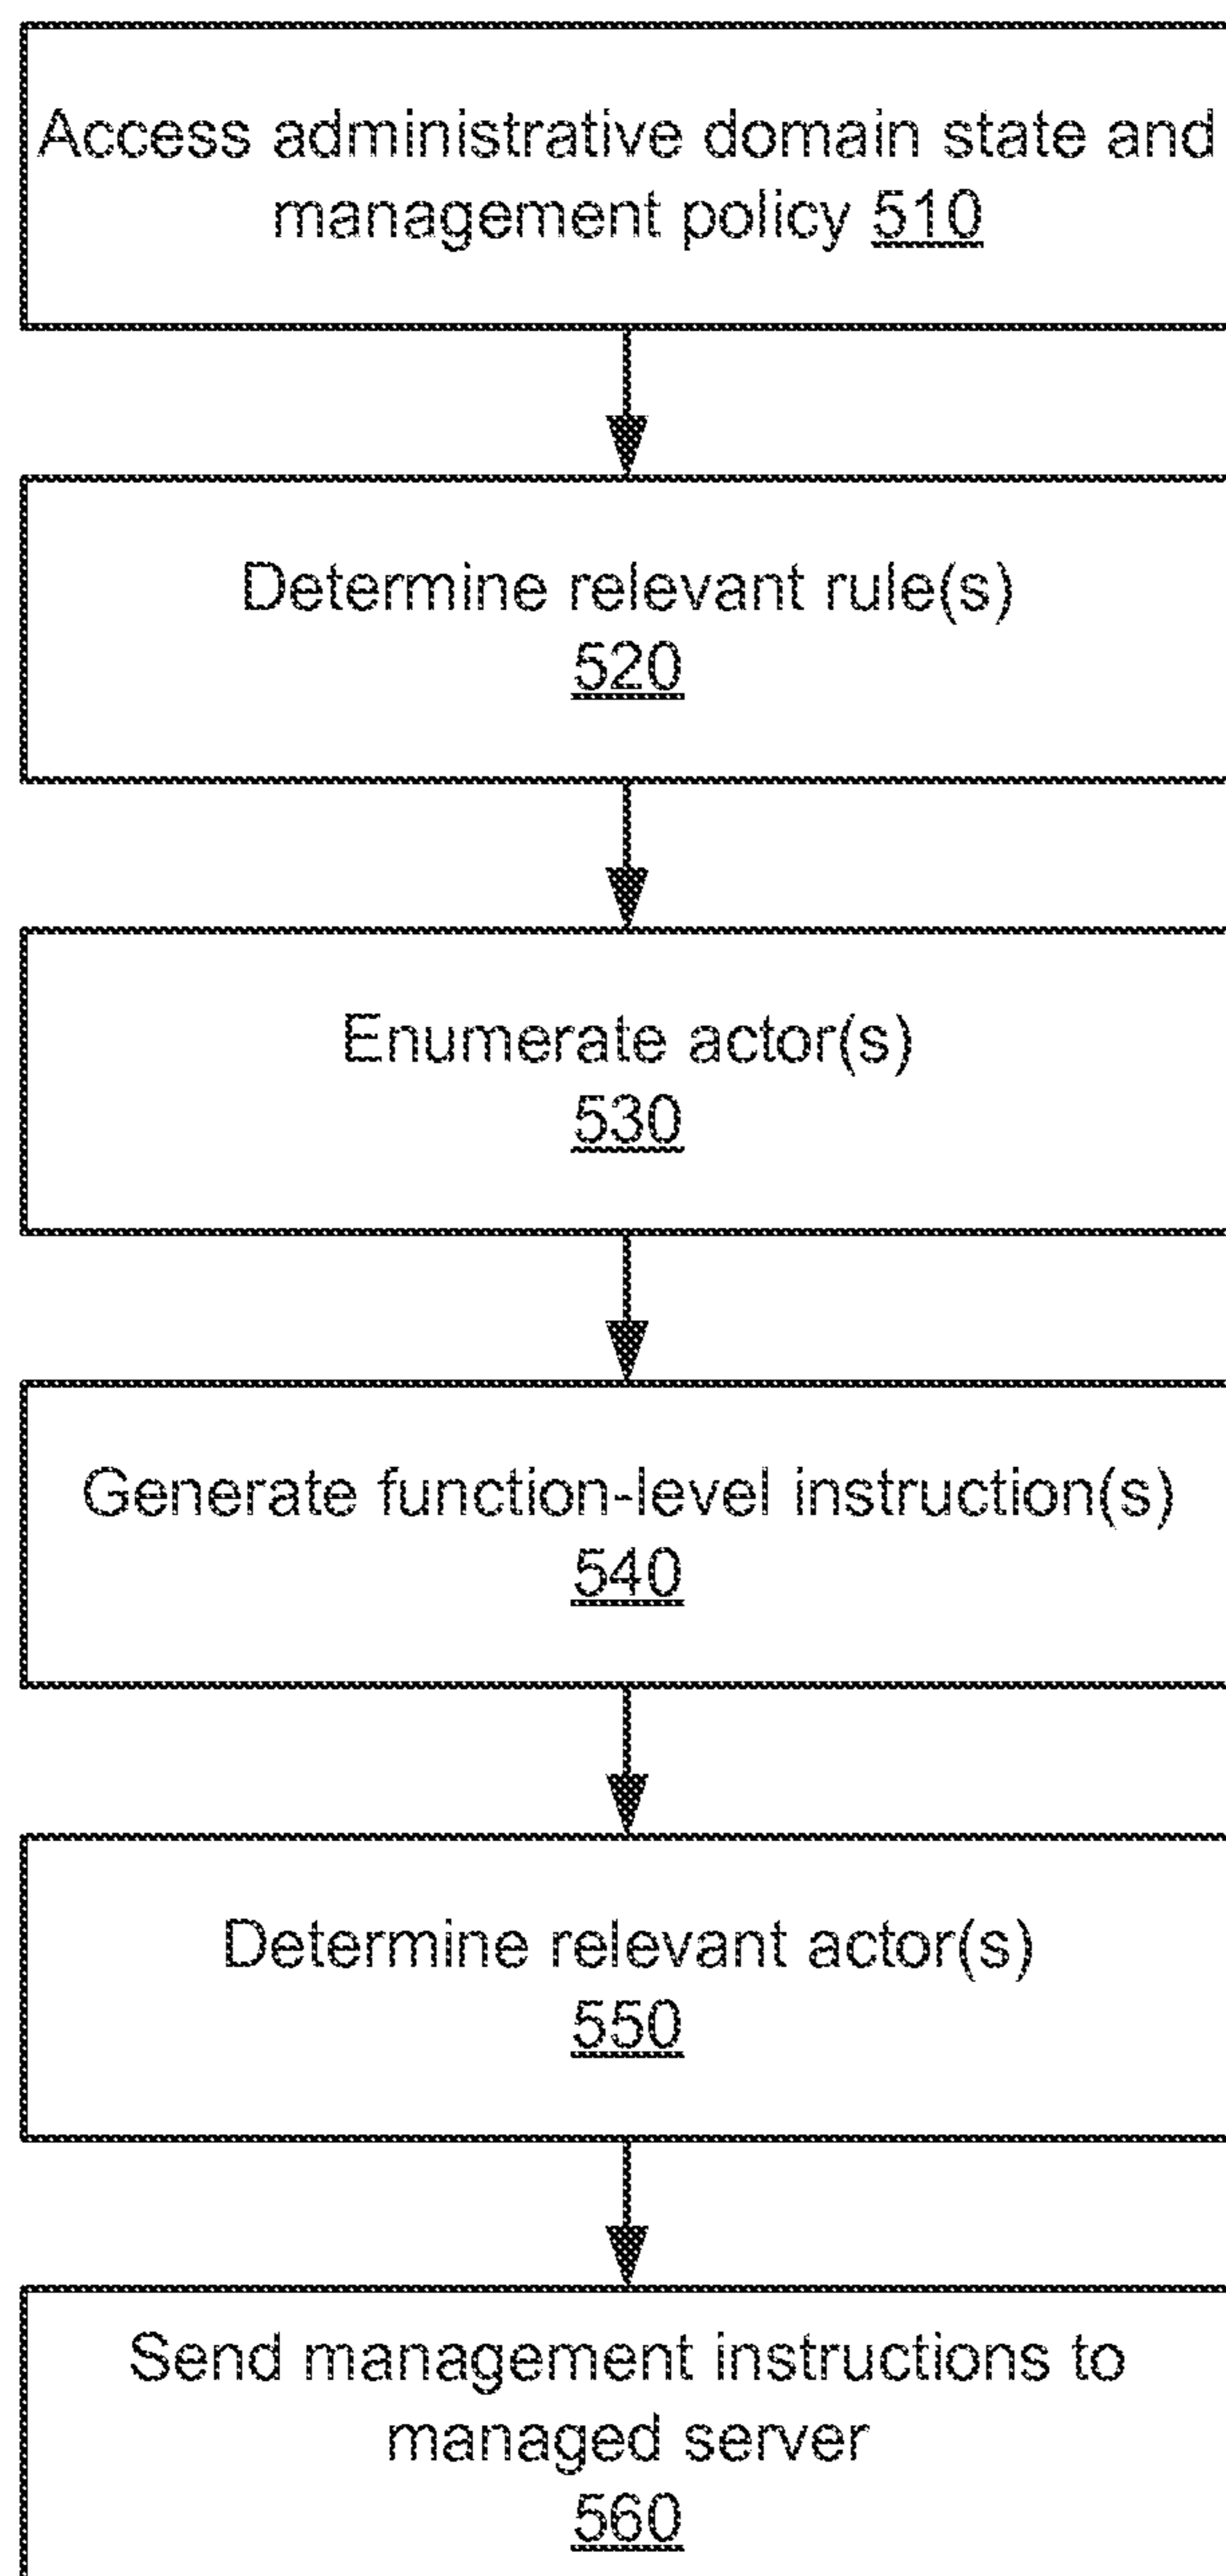 Access administrative domain state and
management policy 510
Determine relevant rule(s)
520
Enumerate actor(s)
530
Generate function-level instruction(s)
540
Determine relevant actor(s)
550
Send management instructions to
managed server
560